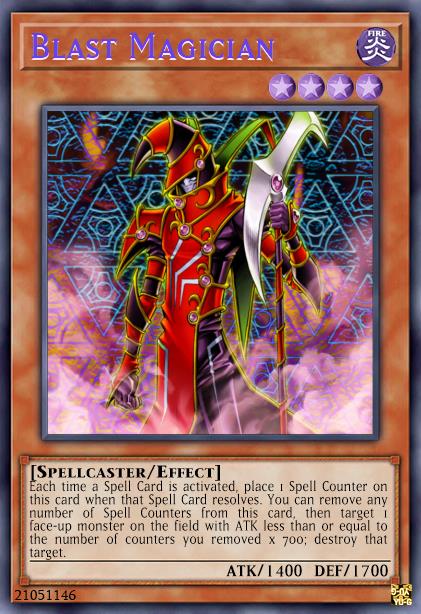 Blast Magician
FIRE
炎
[Spellcaster/Effect]
Each time a Spell Card is activated, place 1 Spell Counter on
this card when that Spell Card resolves. You can remove any
number of Spell Counters from this card, then target 1
face-up monster on the field with ATK less than or equal to
the number of counters you removed x 700; destroy that
target.
ATK/1400 DEF/1700
21051146